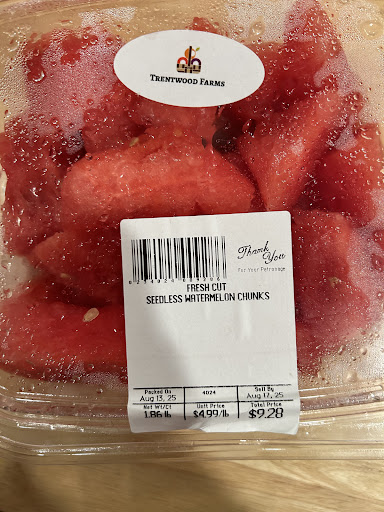 TRENTWOOD FARMS
Thank
You
For Your Patronage
FRESH CUT
SEEDLESS WATERMELON CHUNKS
Packed On
Aug 13, 25
4024
Sell By
Aug 17, 25
Net Wt/Ct
1.86 lb
Unit Price
$4.99/lb
Total Price
$9.28